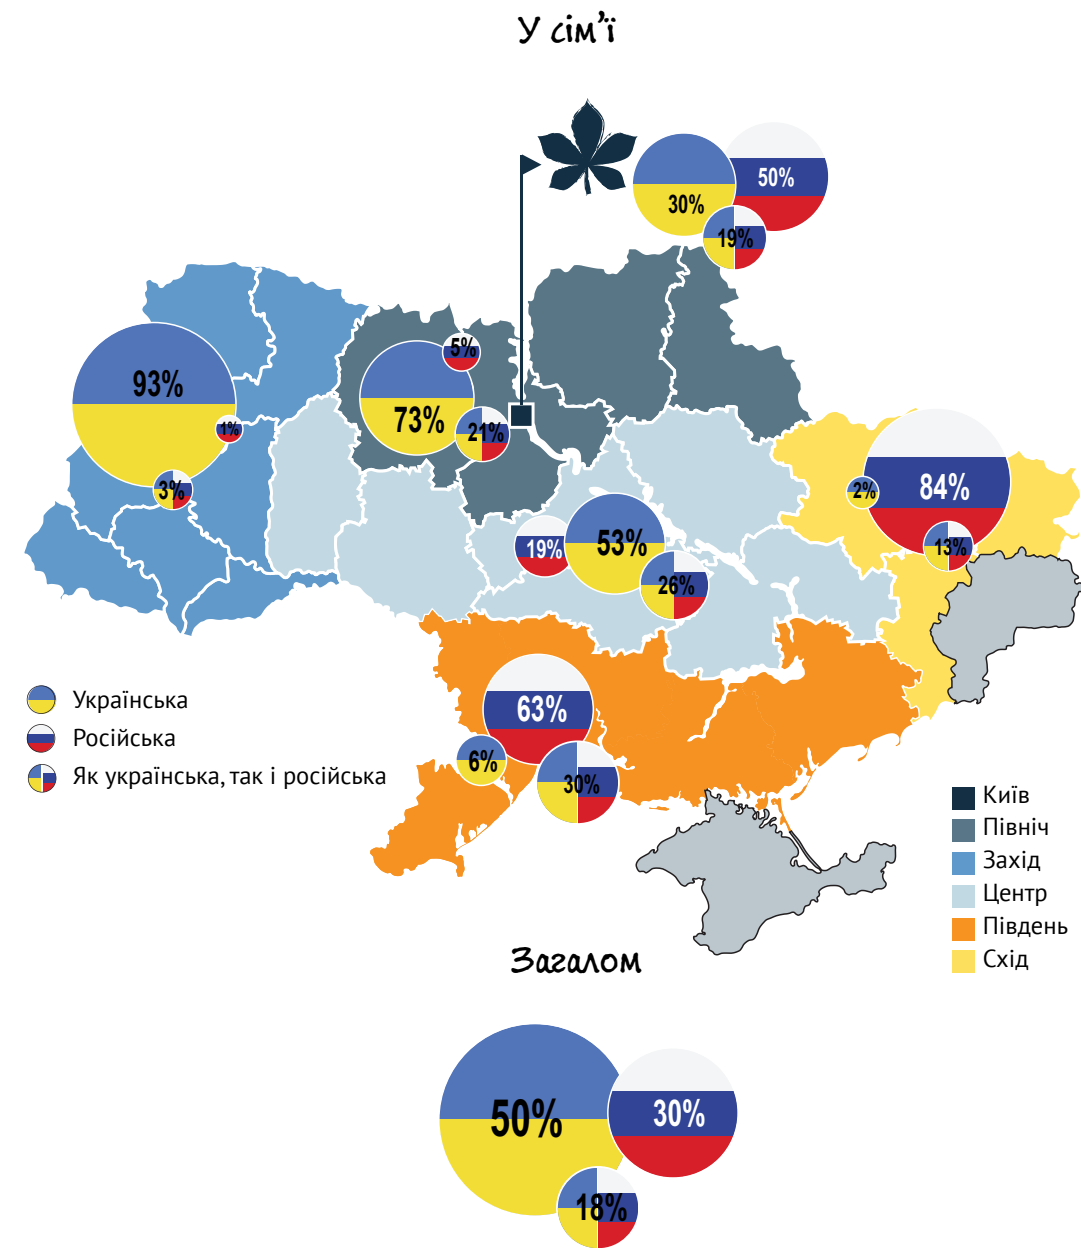 У сім’ї
50%
30%
19%
5%
93%
73%
1%
21%
3%
84%
2%
53%
19%
13%
26%
63%
6%
30%
Українська
Російська
Як українська, так і російська
Київ
Північ
Захід
Центр
Південь
Схід
Загалом
50%
30%
18%